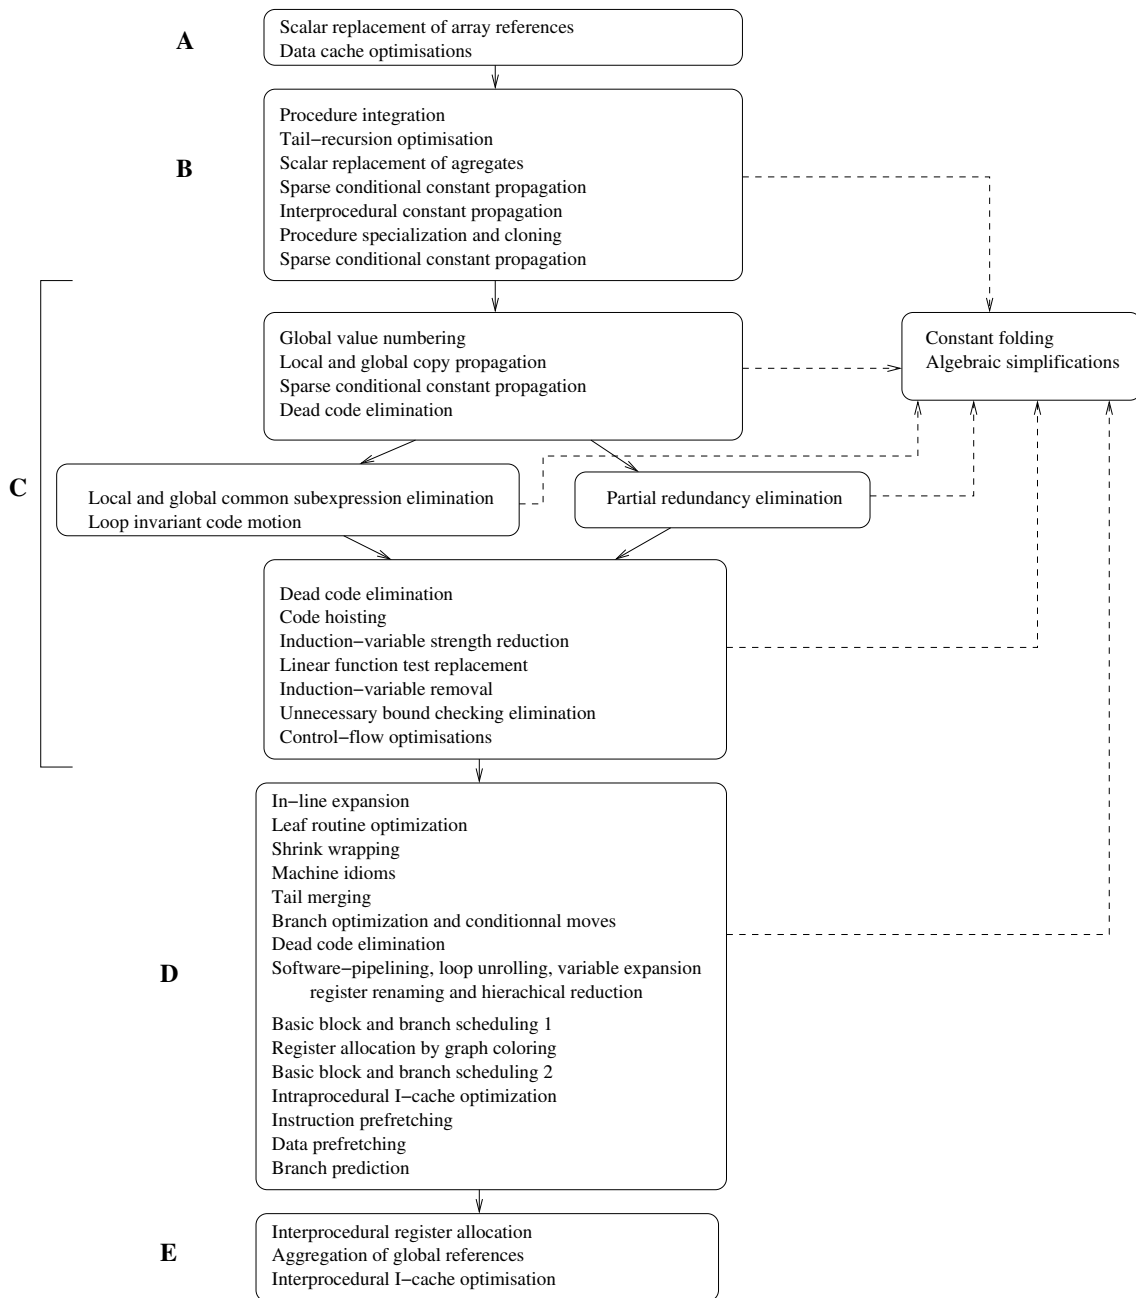 A
Scalar replacement of array references
Data cache optimisations
B
Procedure integration
Tail−recursion optimisation
Scalar replacement of agregates
Sparse conditional constant propagation
Interprocedural constant propagation
Procedure specialization and cloning
Sparse conditional constant propagation
C
Global value numbering
Local and global copy propagation
Sparse conditional constant propagation
Dead code elimination
Constant folding
Algebraic simplifications
Local and global common subexpression elimination
Loop invariant code motion
Partial redundancy elimination
Dead code elimination
Code hoisting
Induction−variable strength reduction
Linear function test replacement
Induction−variable removal
Unnecessary bound checking elimination
Control−flow optimisations
D
In−line expansion
Leaf routine optimization
Shrink wrapping
Machine idioms
Tail merging
Branch optimization and conditionnal moves
Dead code elimination
Software−pipelining, loop unrolling, variable expansion
register renaming and hierachical reduction
Basic block and branch scheduling 1
Register allocation by graph coloring
Basic block and branch scheduling 2
Intraprocedural I−cache optimization
Instruction prefretching
Data prefretching
Branch prediction
E
Interprocedural register allocation
Aggregation of global references
Interprocedural I−cache optimisation